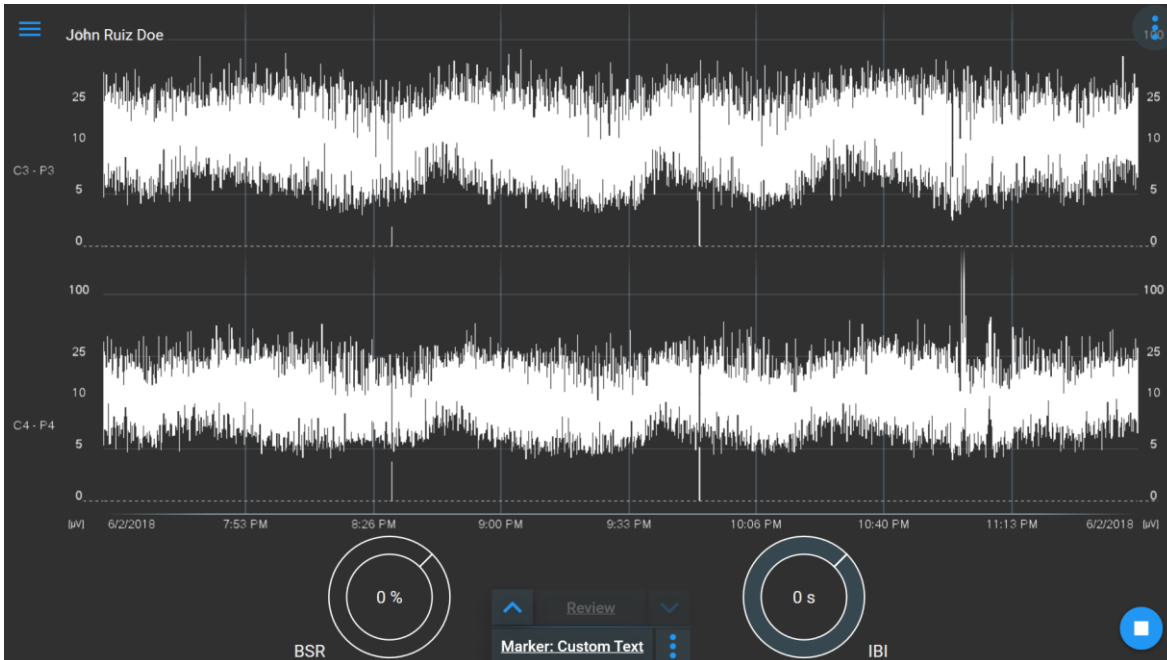 John Ruiz Doe
100
25 25
10 10
C3 - P3
5 5
0 0
100 100
25 25
10 10
C4 - P4
5 5
0 0
[µV] 6/2/2018 7:53 PM 8:26 PM 9:00 PM 9:33 PM 10:06 PM 10:40 PM 11:13 PM 6/2/2018 [µV]
0 % 0 s
Review
Marker: Custom Text
BSR IBI